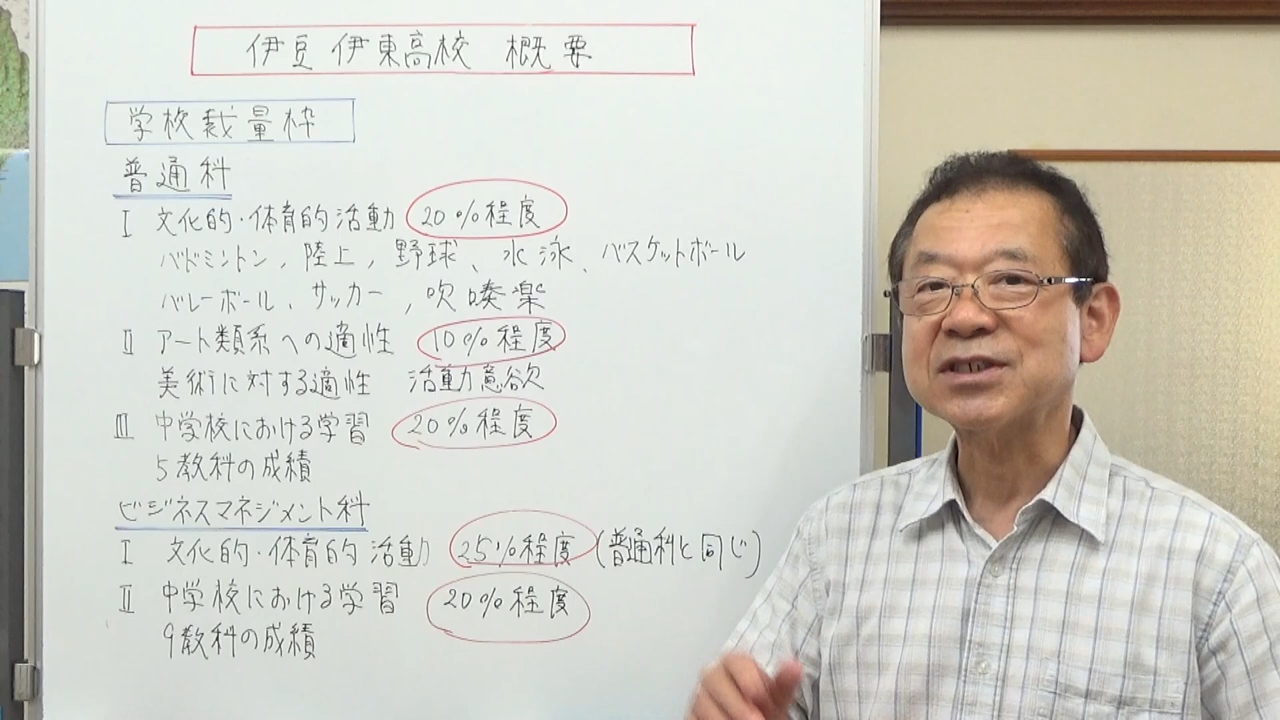 伊豆伊東高校 概要
学校裁量枠
普通科
Ⅰ 文化的・体育的活動 20%程度
バドミントン,陸上,野球、水泳、バスケットボール
バレーボール、サッカー,吹奏楽
Ⅱ アート類系への適性 10%程度
美術に対する適性 活動意欲
Ⅲ 中学校における学習 20%程度
5教科の成績
ビジネスマネジメント科
Ⅰ 文化的・体育的活動 25%程度(普通科と同じ)
Ⅱ 中学校における学習 20%程度
9教科の成績